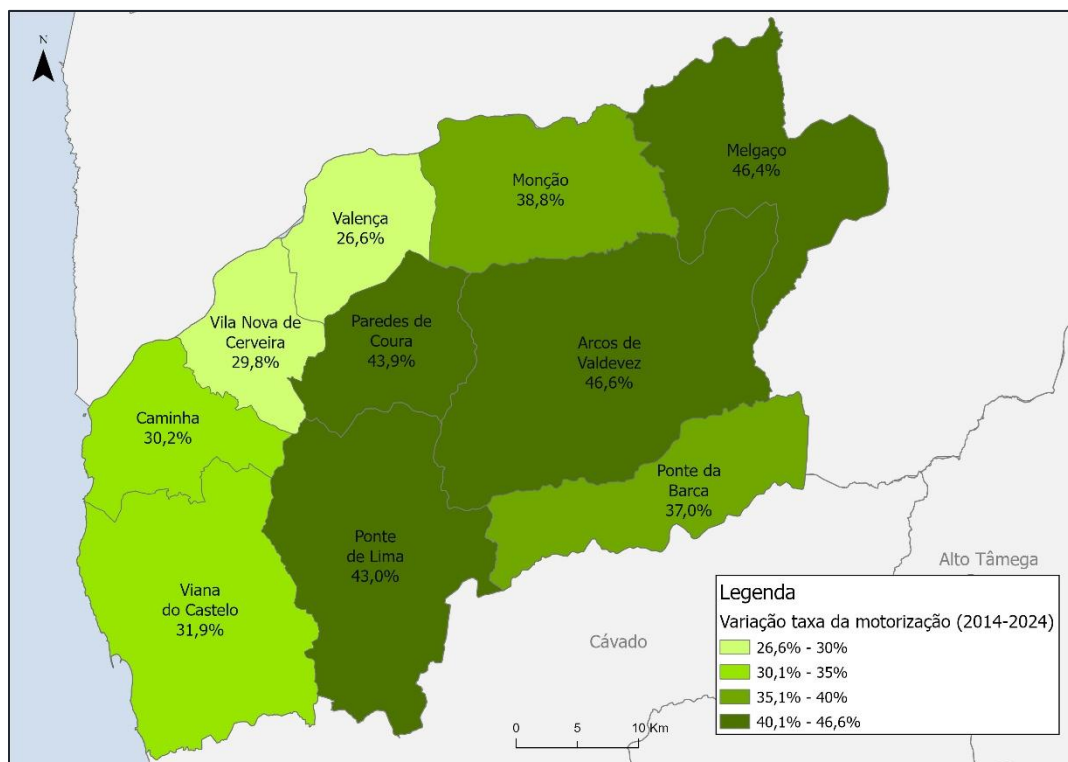 N
Melgaço
46,4%
Monção
38,8%
Valença
26,6%
Vila Nova de
Cerveira
29,8%
Paredes de
Coura
43,9%
Arcos de
Valdevez
46,6%
Caminha
30,2%
Ponte da
Barca
37,0%
Ponte
de Lima
43,0%
Viana
do Castelo
31,9%
Alto Tâmega
Cávado
Legenda
Variação taxa da motorização (2014-2024)
26,6% - 30%
30,1% - 35%
35,1% - 40%
40,1% - 46,6%
0 5 10 Km